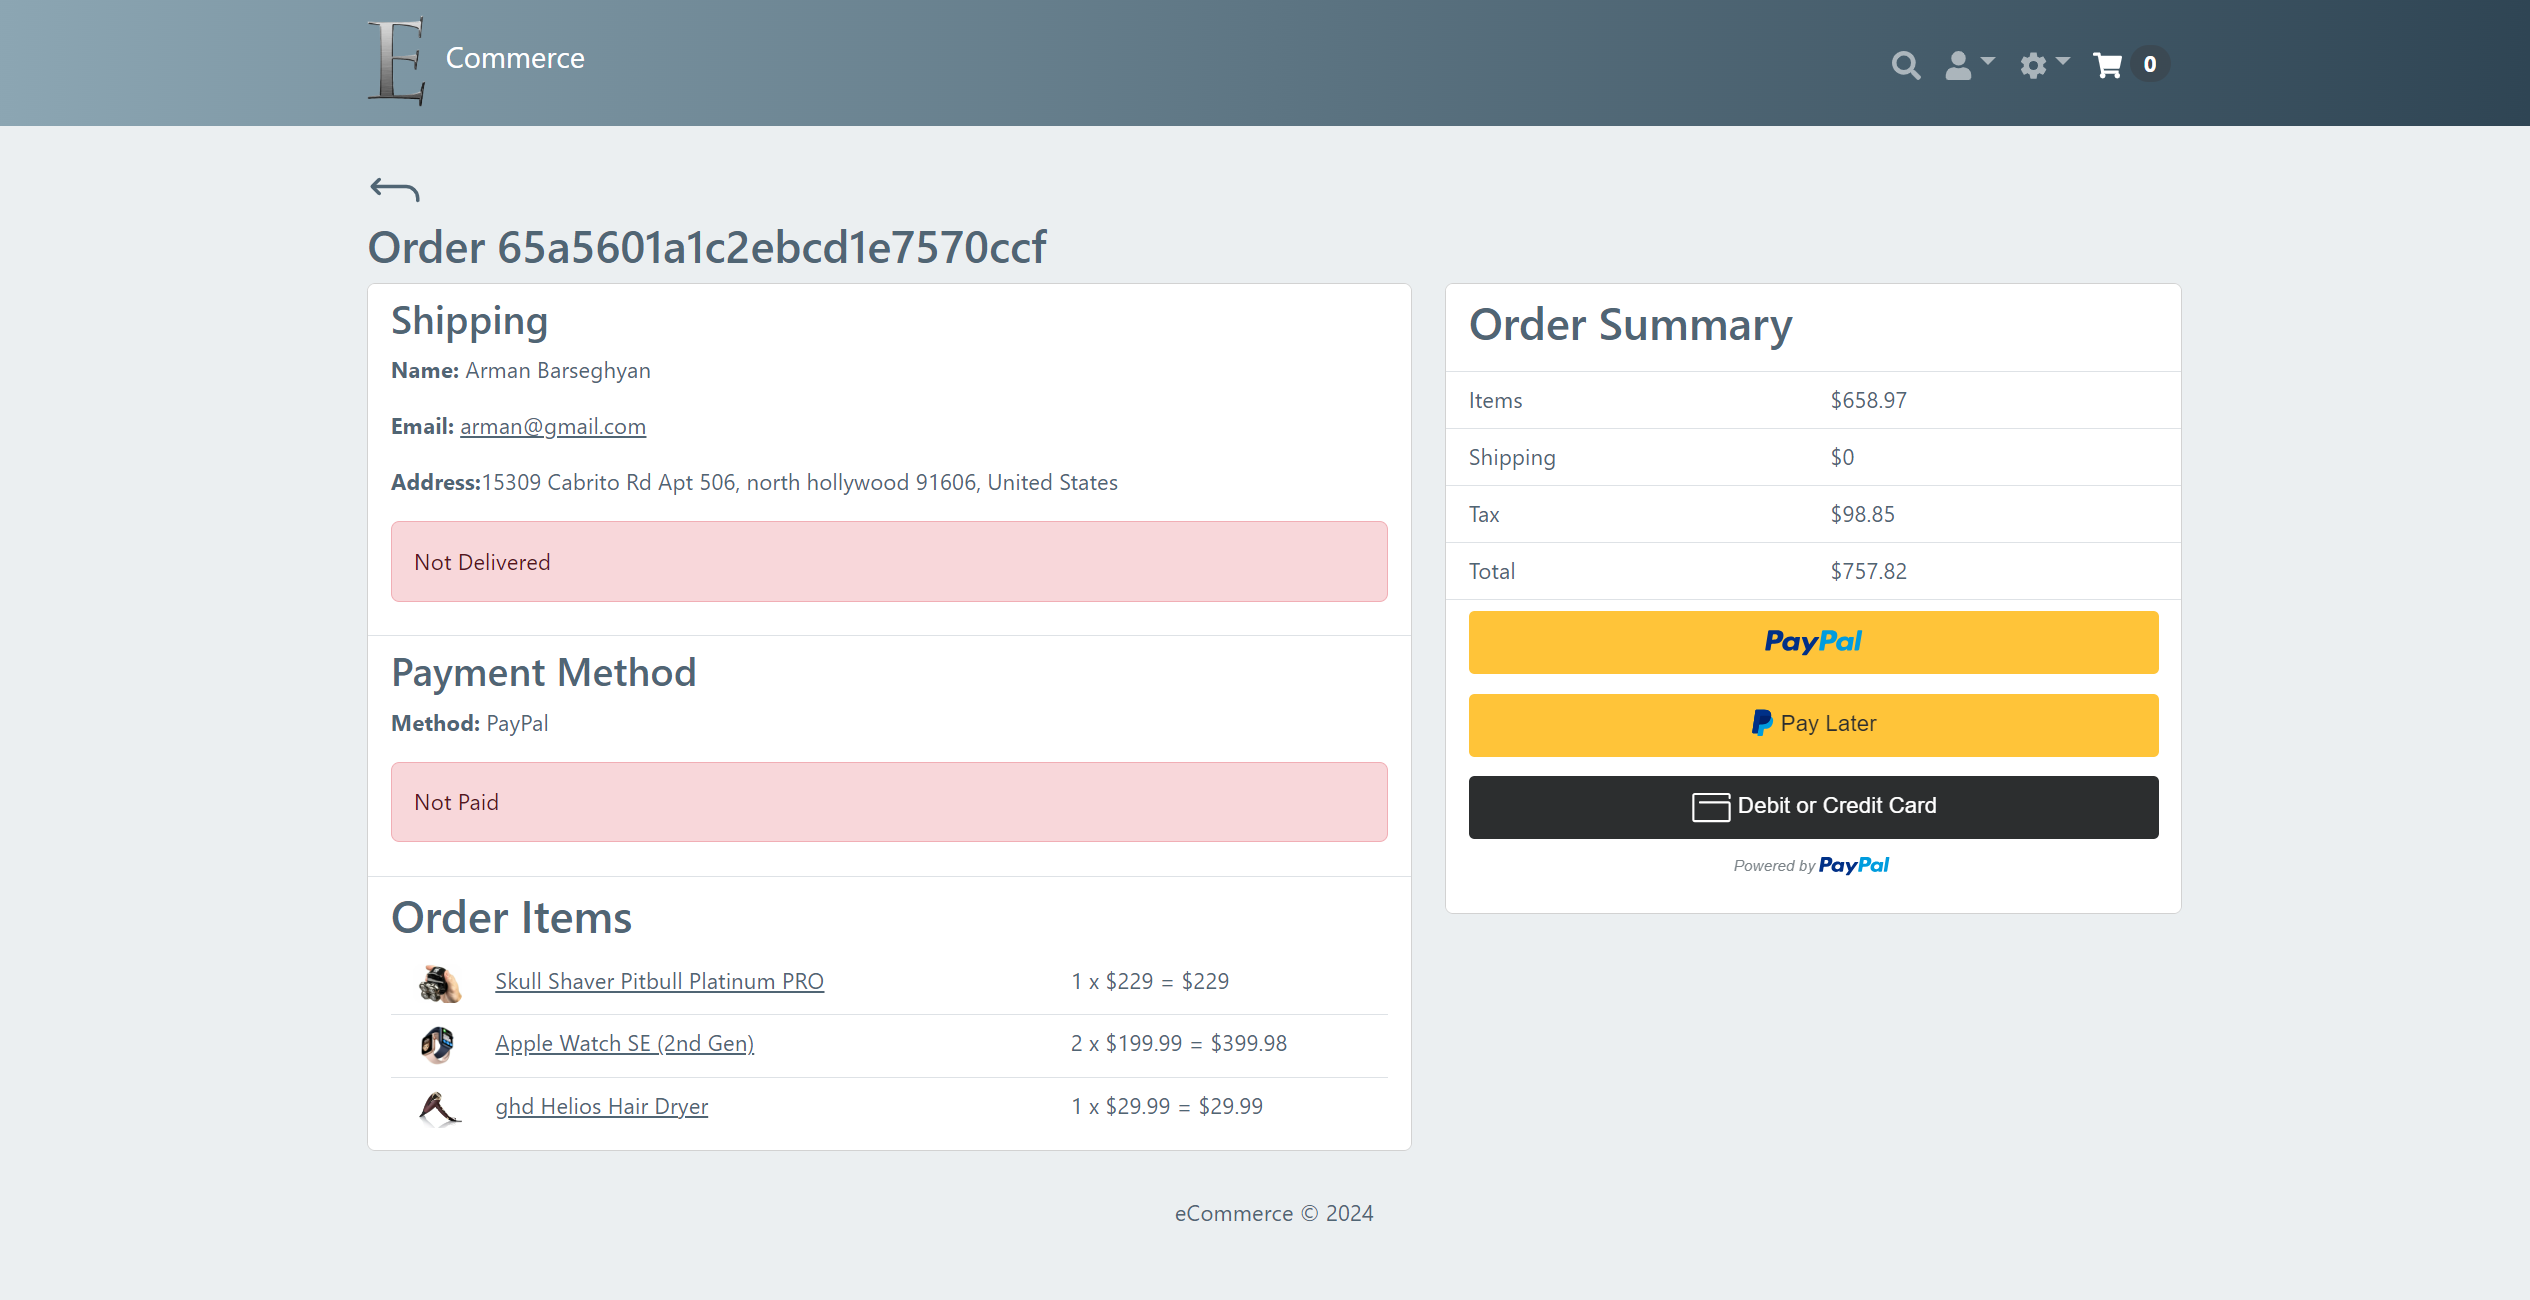 E Commerce
0
Order 65a5601a1c2ebcd1e7570ccf
Shipping
Name: Arman Barseghyan
Email: arman@gmail.com
Address:15309 Cabrito Rd Apt 506, north hollywood 91606, United States
Not Delivered
Payment Method
Method: PayPal
Not Paid
Order Items
Skull Shaver Pitbull Platinum PRO 1 x $229 = $229
Apple Watch SE (2nd Gen) 2 x $199.99 = $399.98
ghd Helios Hair Dryer 1 x $29.99 = $29.99
Order Summary
Items $658.97
Shipping $0
Tax $98.85
Total $757.82
PayPal
Pay Later
Debit or Credit Card
Powered by PayPal
eCommerce © 2024